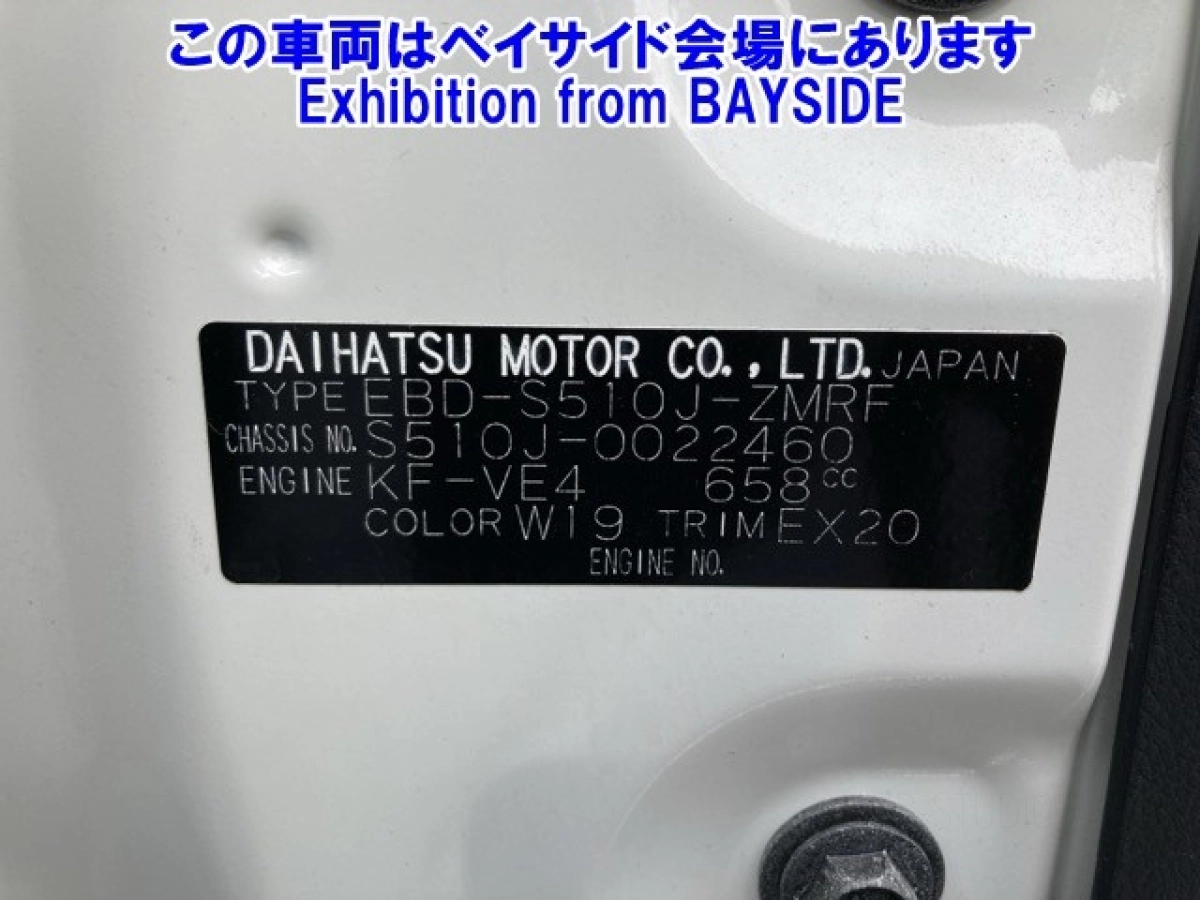 この車両はベイサイド会場にあります
Exhibition from BAYSIDE
DAIHATSU MOTOR CO., LTD. JAPAN
TYPE EBD-S510J-ZMRF
CHASSIS NO. S510J-0022460
ENGINE KF-VE4 658cc
COLOR W19 TRIM EX20
ENGINE NO.